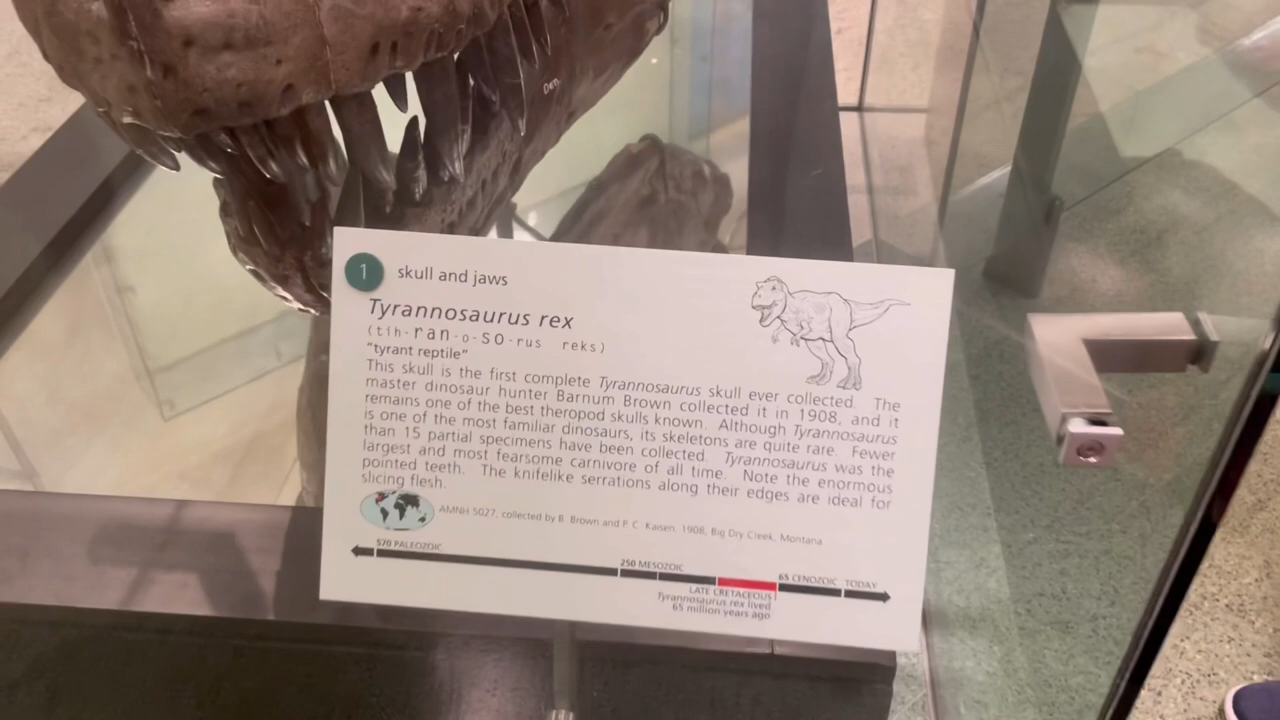 Den.
1 skull and jaws
Tyrannosaurus rex
(tih-ran-o-SO-rus reks)
“tyrant reptile”
This skull is the first complete Tyrannosaurus skull ever collected. The
master dinosaur hunter Barnum Brown collected it in 1908, and it
remains one of the best theropod skulls known. Although Tyrannosaurus
is one of the most familiar dinosaurs, its skeletons are quite rare. Fewer
than 15 partial specimens have been collected. Tyrannosaurus was the
largest and most fearsome carnivore of all time. Note the enormous
pointed teeth. The knifelike serrations along their edges are ideal for
slicing flesh.
AMNH 5027, collected by B. Brown and P. C. Kaisen, 1908, Big Dry Creek, Montana
570 PALEOZOIC
250 MESOZOIC
65 CENOZOIC TODAY
LATE CRETACEOUS
Tyrannosaurus rex lived
65 million years ago